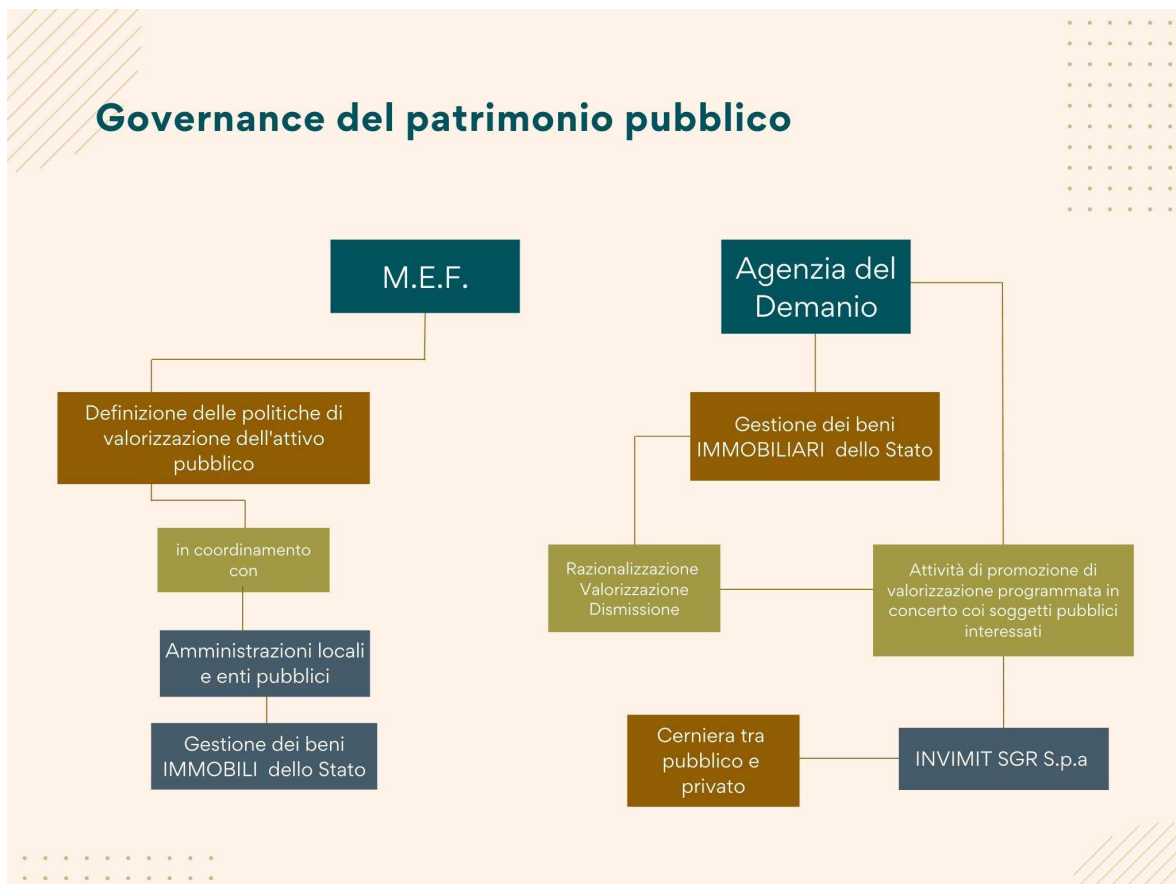 Governance del patrimonio pubblico
M.E.F.
Definizione delle politiche di
valorizzazione dell'attivo
pubblico
in coordinamento
con
Amministrazioni locali
e enti pubblici
Gestione dei beni
IMMOBILI dello Stato
Agenzia del
Demanio
Gestione dei beni
IMMOBILIARI dello Stato
Razionalizzazione
Valorizzazione
Dismissione
Attività di promozione di
valorizzazione programmata in
concerto coi soggetti pubblici
interessati
Cerniera tra
pubblico e
privato
INVIMIT SGR S.p.a